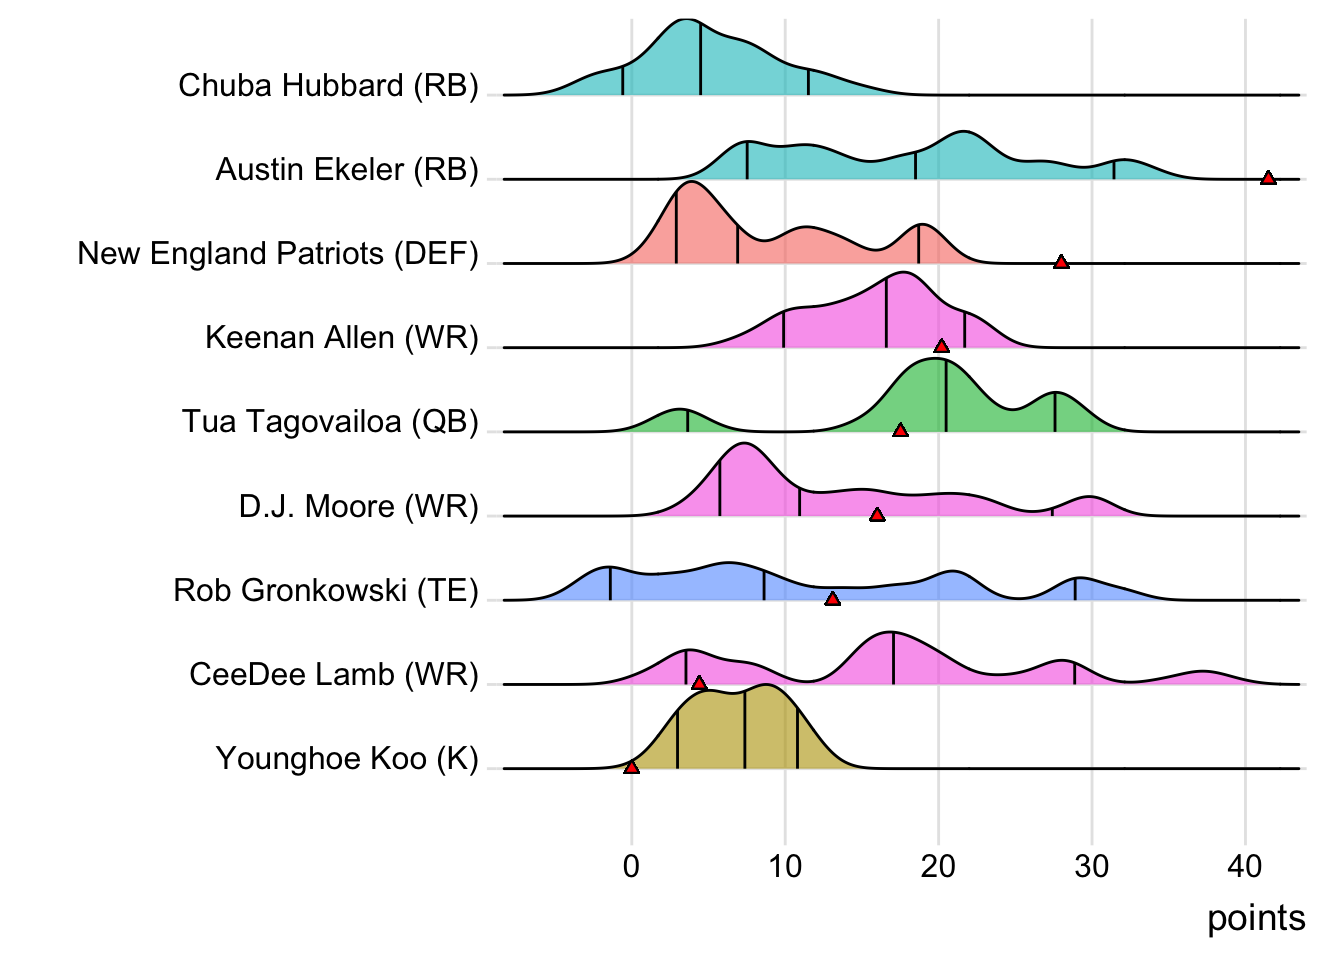 Chuba Hubbard (RB)
Austin Ekeler (RB)
New England Patriots (DEF)
Keenan Allen (WR)
Tua Tagovailoa (QB)
D.J. Moore (WR)
Rob Gronkowski (TE)
CeeDee Lamb (WR)
Younghoe Koo (K)
0 10 20 30 40
points